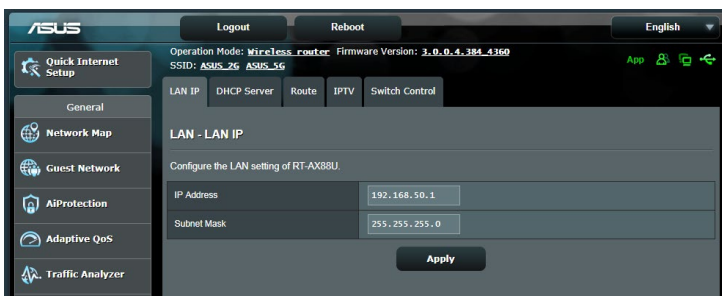 ASUS
Logout
Reboot
English
Quick Internet Setup
Operation Mode: Wireless router Firmware Version: 3.0.0.4.384_4360
SSID: ASUS_2G ASUS_5G
App
LAN IP DHCP Server Route IPTV Switch Control
General
Network Map
Guest Network
AiProtection
Adaptive QoS
Traffic Analyzer
LAN - LAN IP
Configure the LAN setting of RT-AX88U.
IP Address 192.168.50.1
Subnet Mask 255.255.255.0
Apply